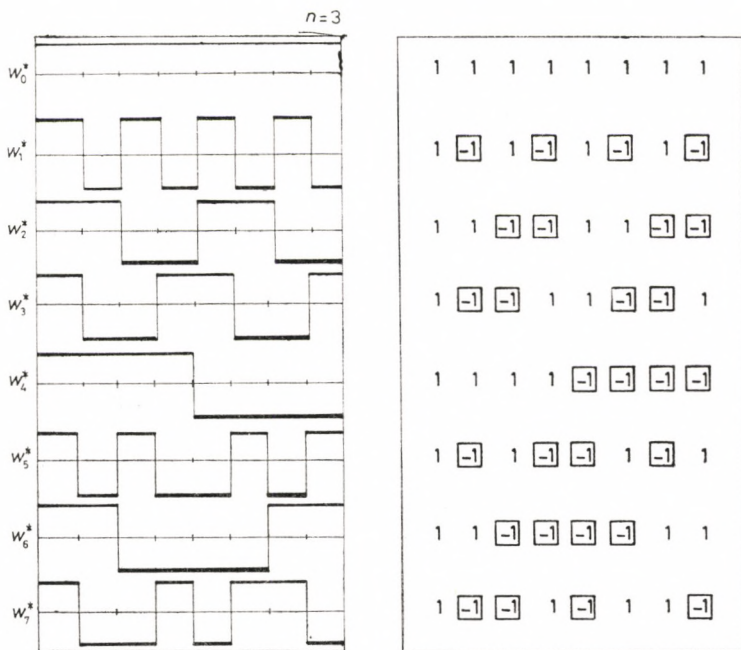 n=3
W₀* 1 1 1 1 1 1 1 1
W₁* 1 -1 1 -1 1 -1 1 -1
W₂* 1 1 -1 -1 1 1 -1 -1
W₃* 1 -1 -1 1 1 -1 -1 1
W₄* 1 1 1 1 -1 -1 -1 -1
W₅* 1 -1 1 -1 -1 1 -1 1
W₆* 1 1 -1 -1 -1 -1 1 1
W₇* 1 -1 -1 1 -1 1 1 -1